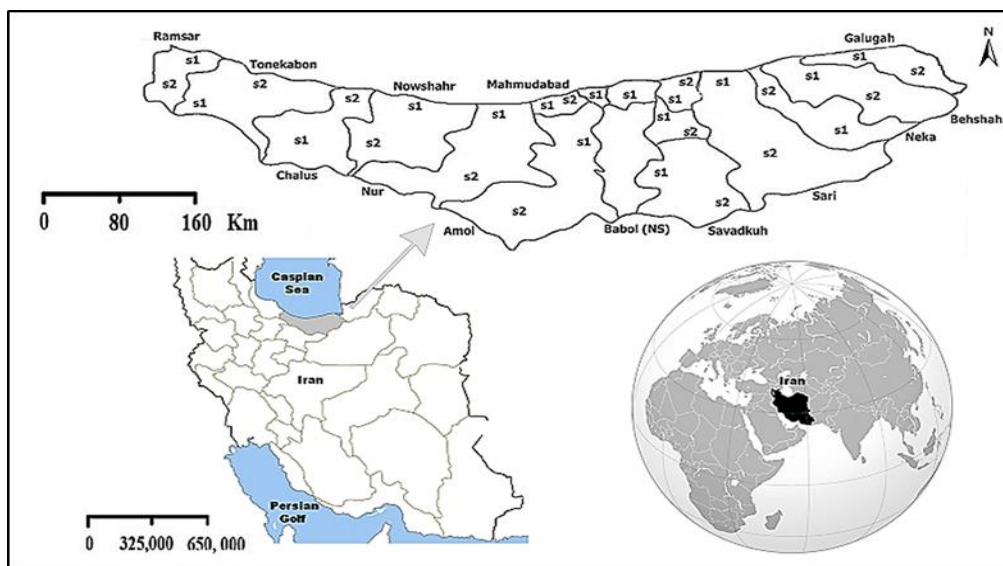 Ramsar
Galugah
N
Tonekabon
Nowshahr
Mahmudabad
s1
s1
s1
s2
s2
s2
s1
s1
s2
s1
s1
s1
s1
s2
s1
s1
s2
s2
s1
s2
s1
s2
s2
s1
s1
s2
s2
s1
s2
s2
Behshah
Neka
Chalus
Nur
Sari
Amol
Babol (NS)
Savadkuh
0 80 160 Km
Caspian
Sea
Iran
Iran
Persian
Golf
0 325,000 650,000